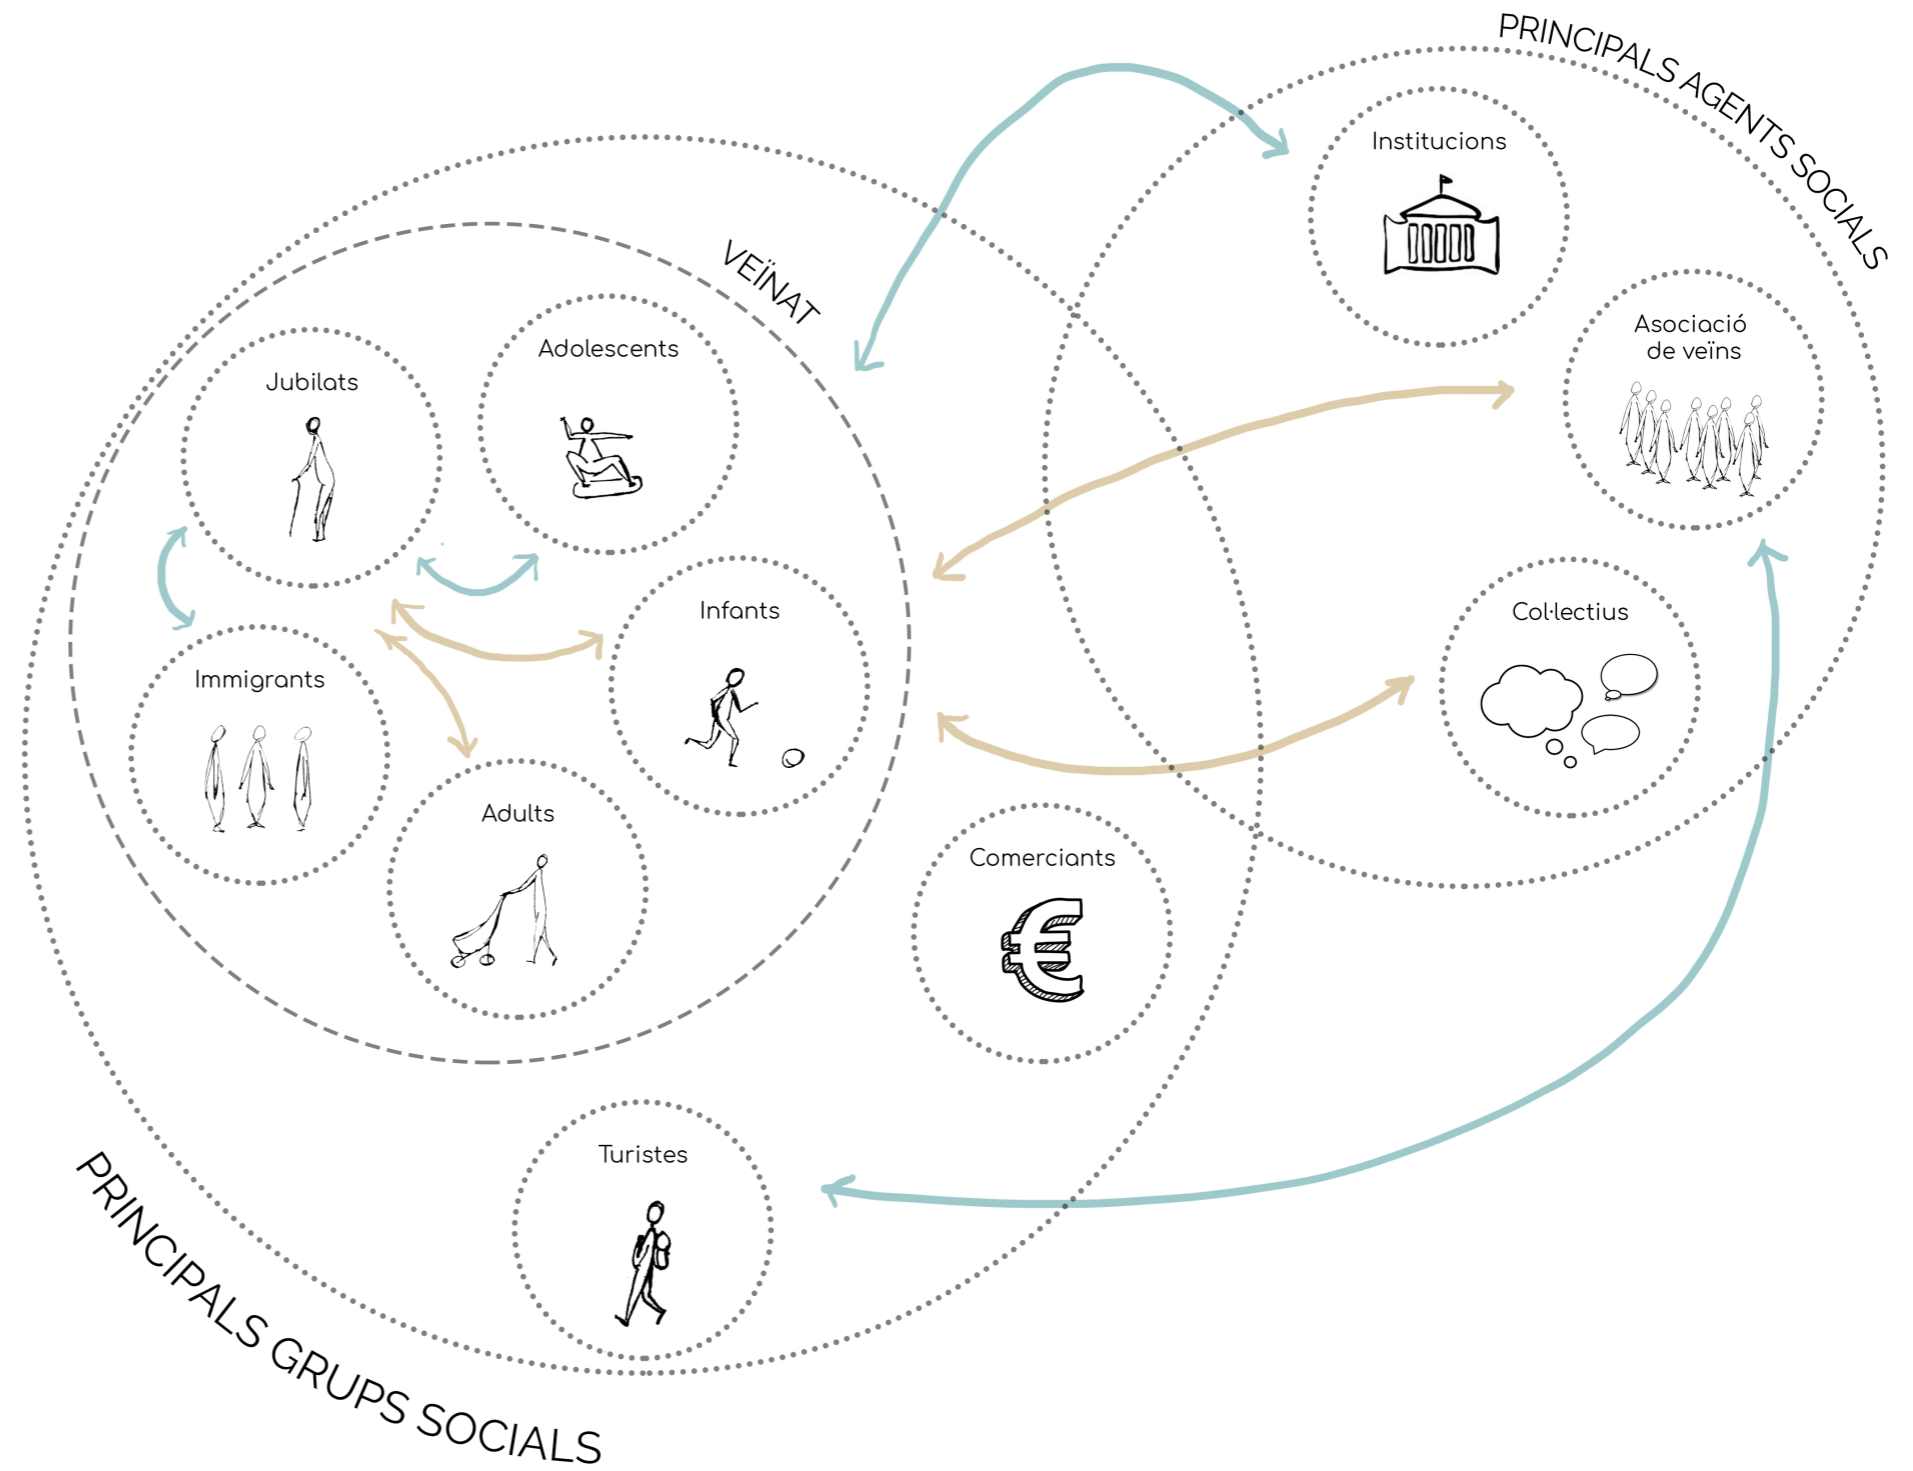 PRINCIPALS AGENTS SOCIALS
Institucions
Asociació
de veïns
Col·lectius
VEÏNAT
Adolescents
Jubilats
Infants
Immigrants
Adults
Comerciants
Turistes
PRINCIPALS GRUPS SOCIALS